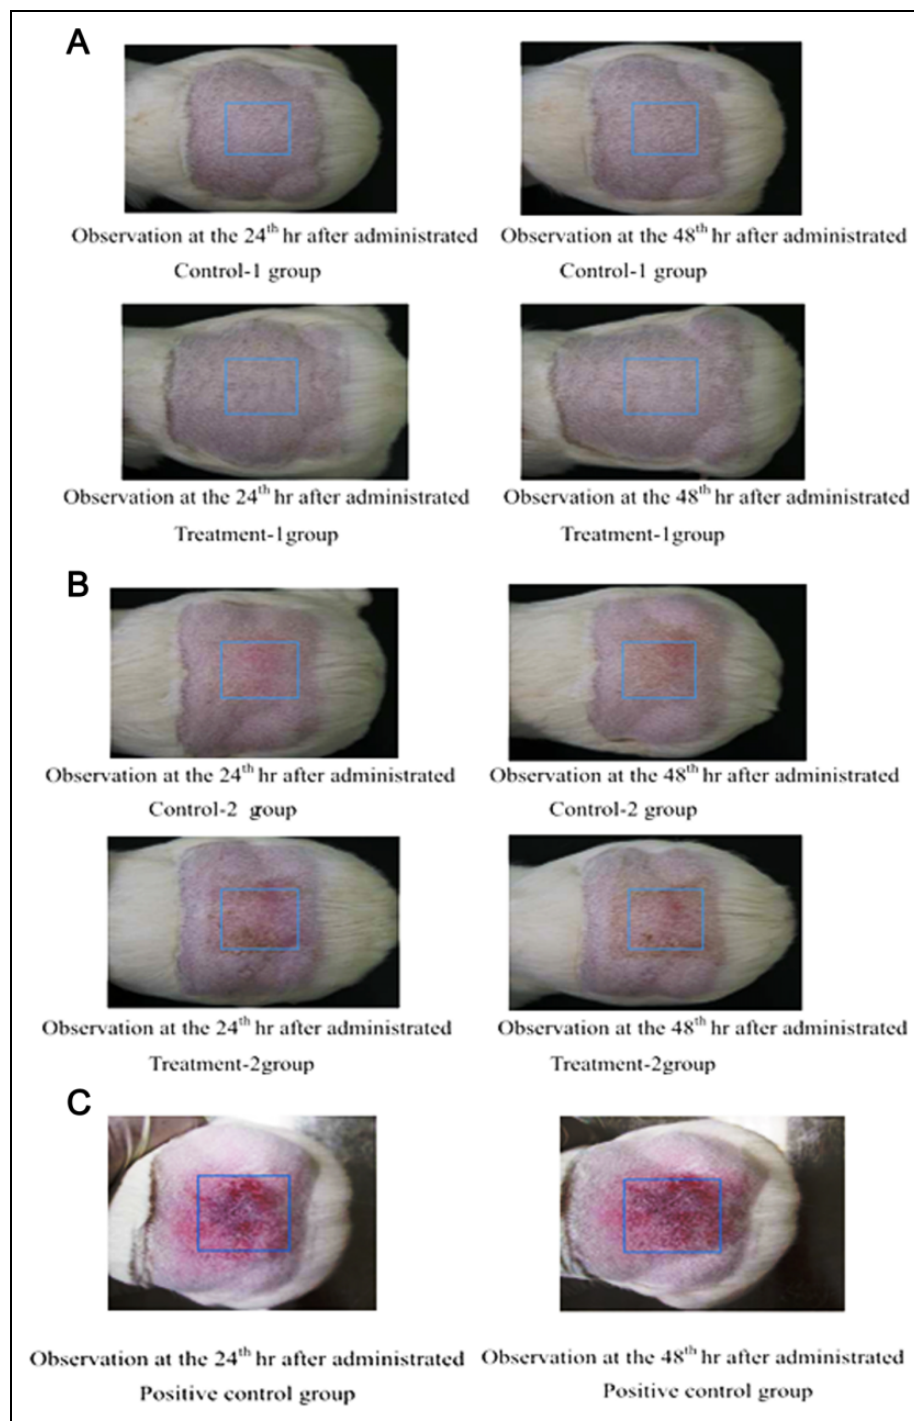 A
Observation at the 24th hr after administrated Observation at the 48th hr after administrated
Control-1 group Control-1 group
Observation at the 24th hr after administrated Observation at the 48th hr after administrated
Treatment-1group Treatment-1group
B
Observation at the 24th hr after administrated Observation at the 48th hr after administrated
Control-2 group Control-2 group
Observation at the 24th hr after administrated Observation at the 48th hr after administrated
Treatment-2group Treatment-2group
C
Observation at the 24th hr after administrated Observation at the 48th hr after administrated
Positive control group Positive control group